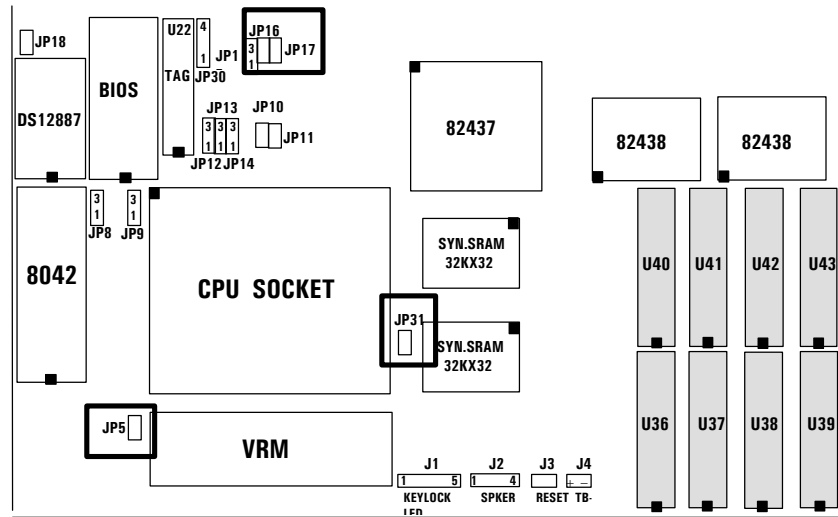 JP18
BIOS
U22
TAG
4
1
JP1
JP30
JP16
3
1
JP17
DS12887
JP13
3 3 3
1 1 1
JP12 JP14
JP10
JP11
82437
82438
82438
8042
3
1
JP8
3
1
JP9
CPU SOCKET
SYN.SRAM
32KX32
JP31
SYN.SRAM
32KX32
U40
U41
U42
U43
U36
U37
U38
U39
JP5
VRM
J1
1 5
KEYLOCK
LED
J2
1 4
SPKER
J3
RESET
J4
+ −
TB-